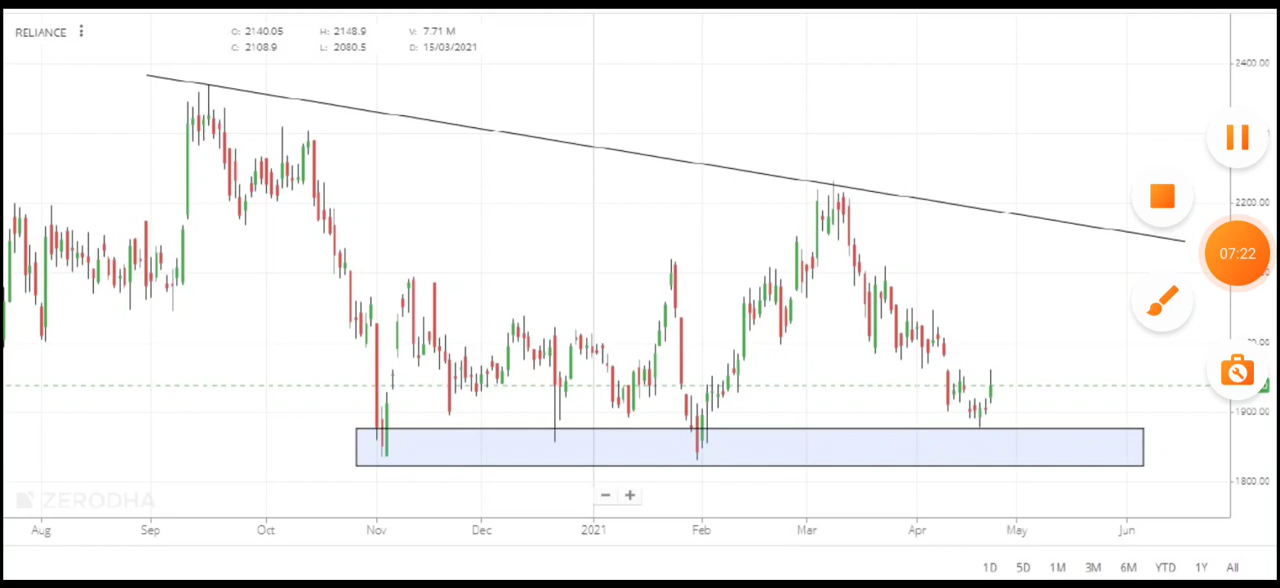 RELIANCE
O: 2140.05 H: 2148.9 V: 7.71 M
C: 2108.9 L: 2080.5 D: 15/03/2021
2400.00
2200.00
07:22
1900.00
1800.00
ZERODHA
Aug Sep Oct Nov Dec 2021 Feb Mar Apr May Jun
1D 5D 1M 3M 6M YTD 1Y All